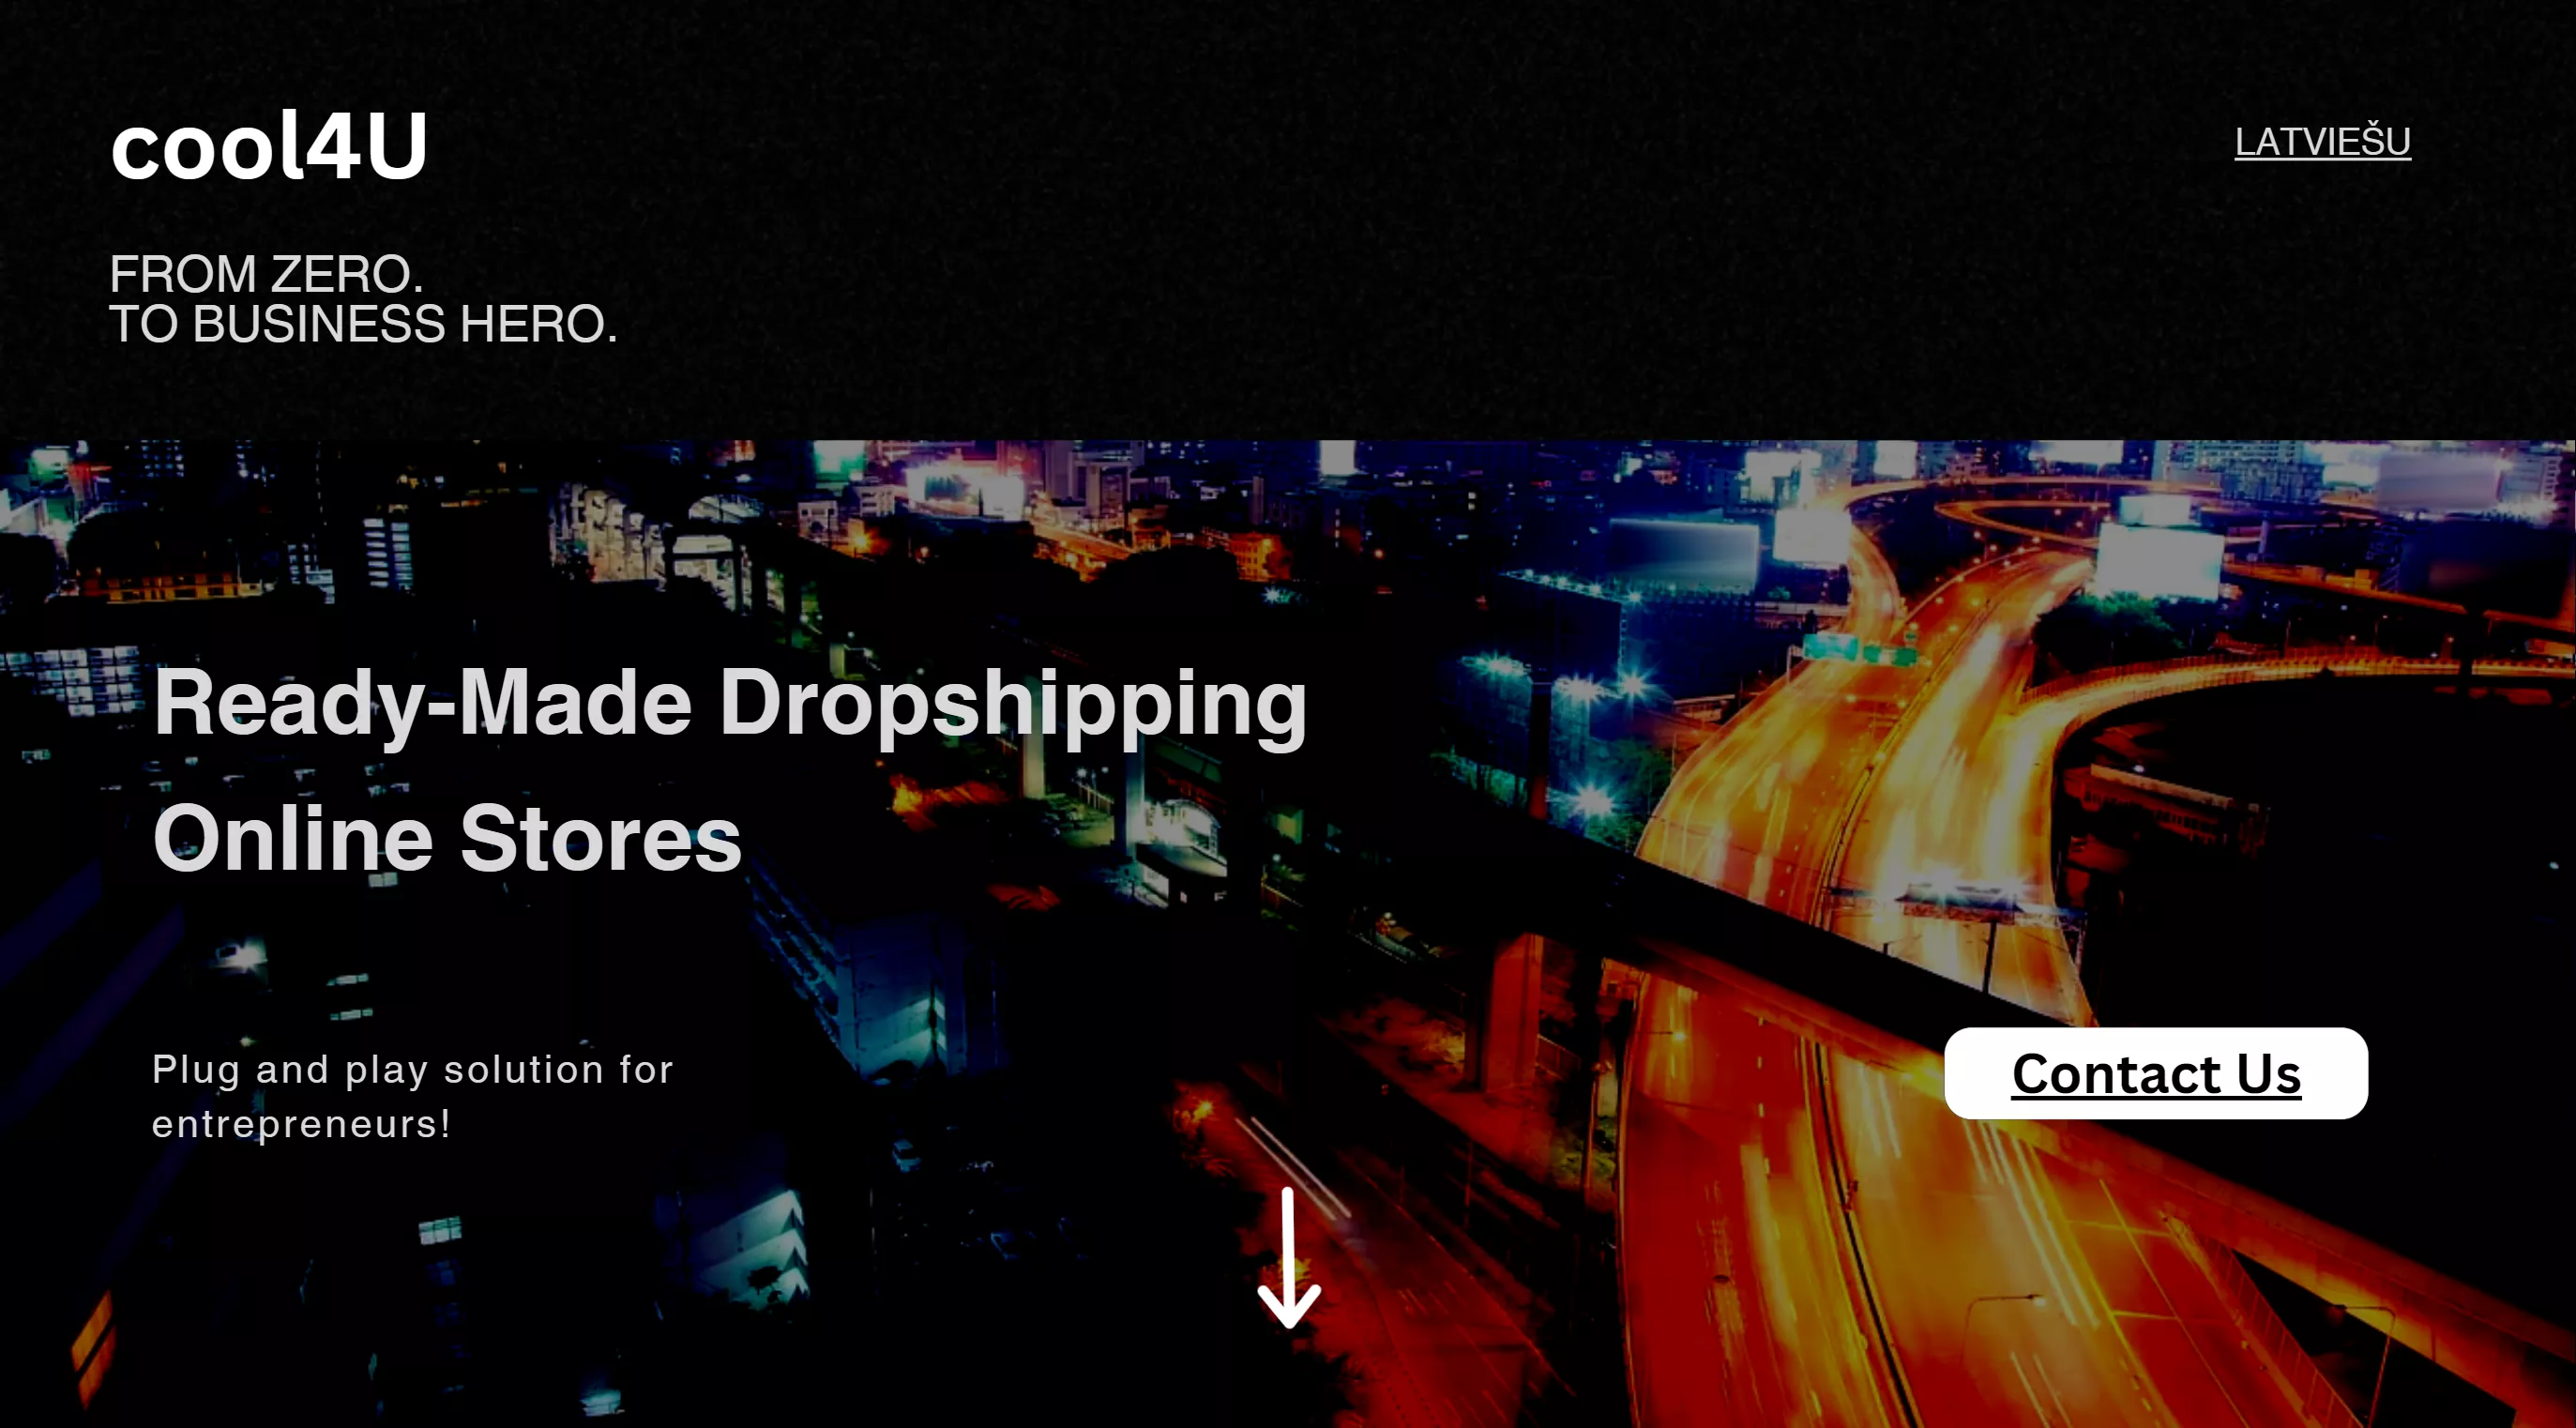 cool4U
LATVIEŠU
FROM ZERO.
TO BUSINESS HERO.
Ready-Made Dropshipping
Online Stores
Plug and play solution for
entrepreneurs!
Contact Us